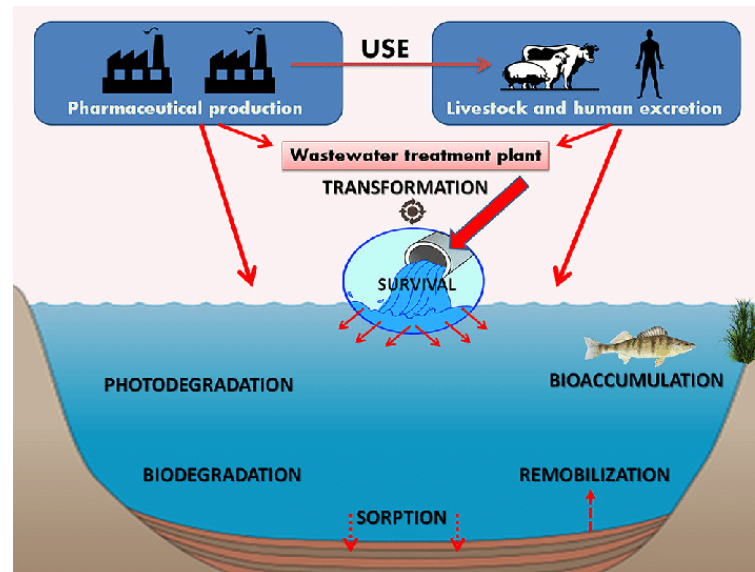 USE
Pharmaceutical production
Livestock and human excretion
Wastewater treatment plant
TRANSFORMATION
SURVIVAL
PHOTODEGRADATION
BIOACCUMULATION
BIODEGRADATION
REMOBILIZATION
SORPTION